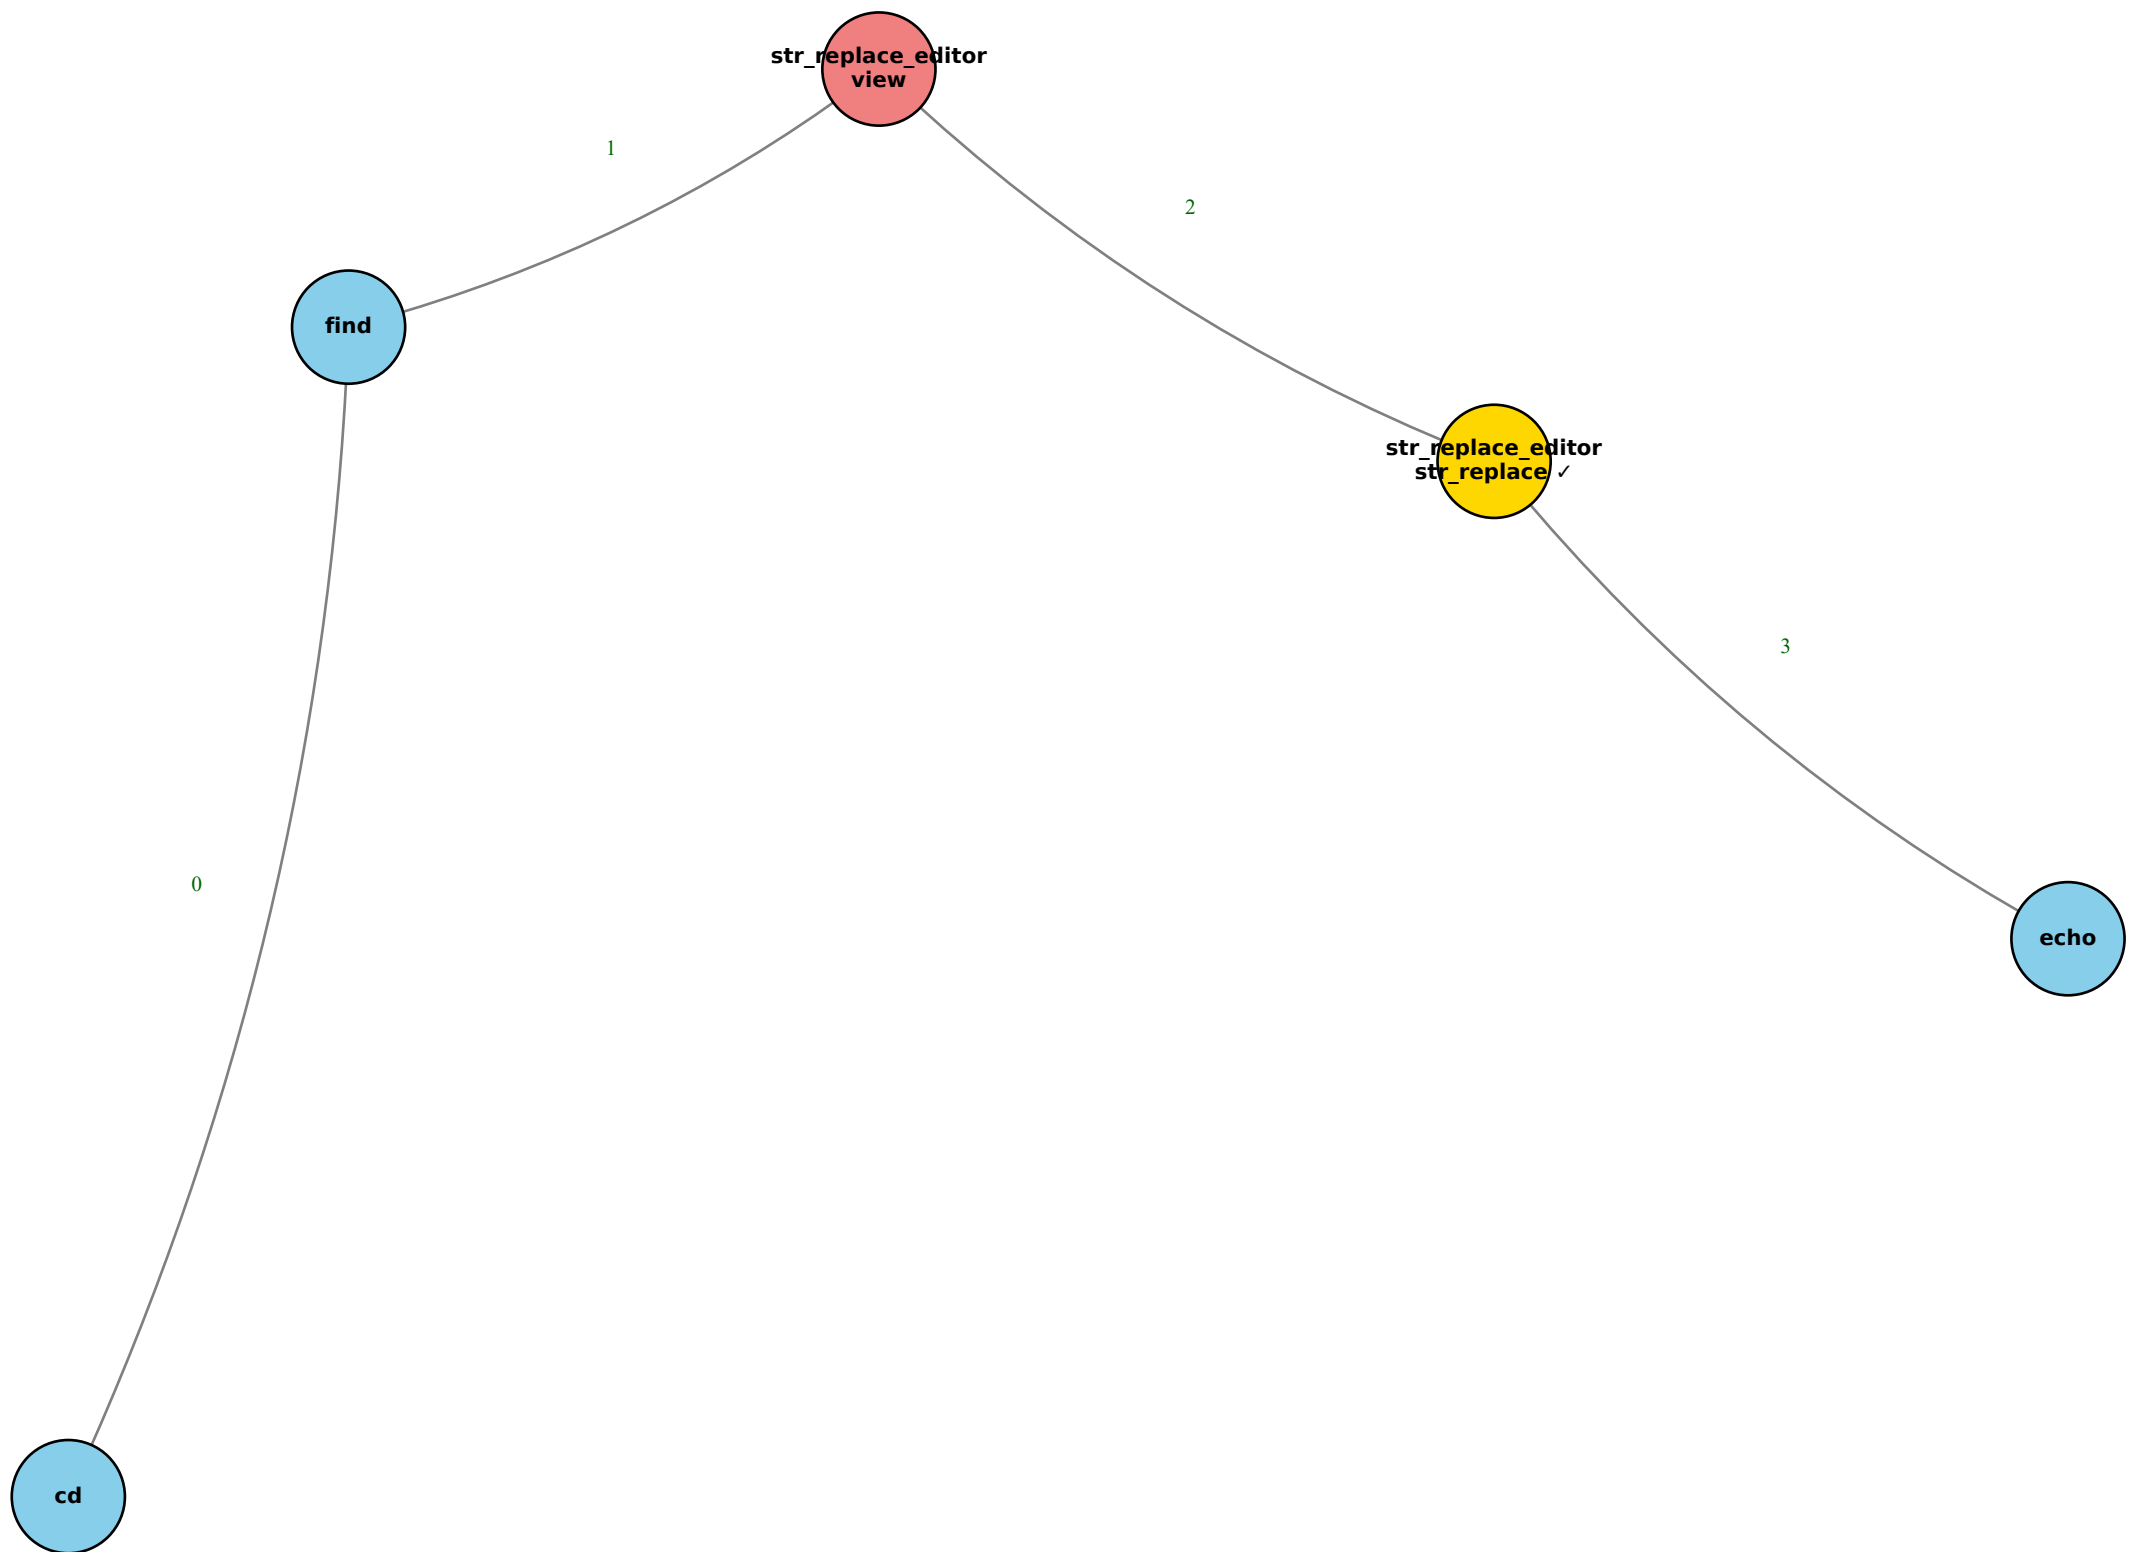 str_replace_editor
view
1
2
find
str_replace_editor
str_replace ✓
3
0
echo
cd